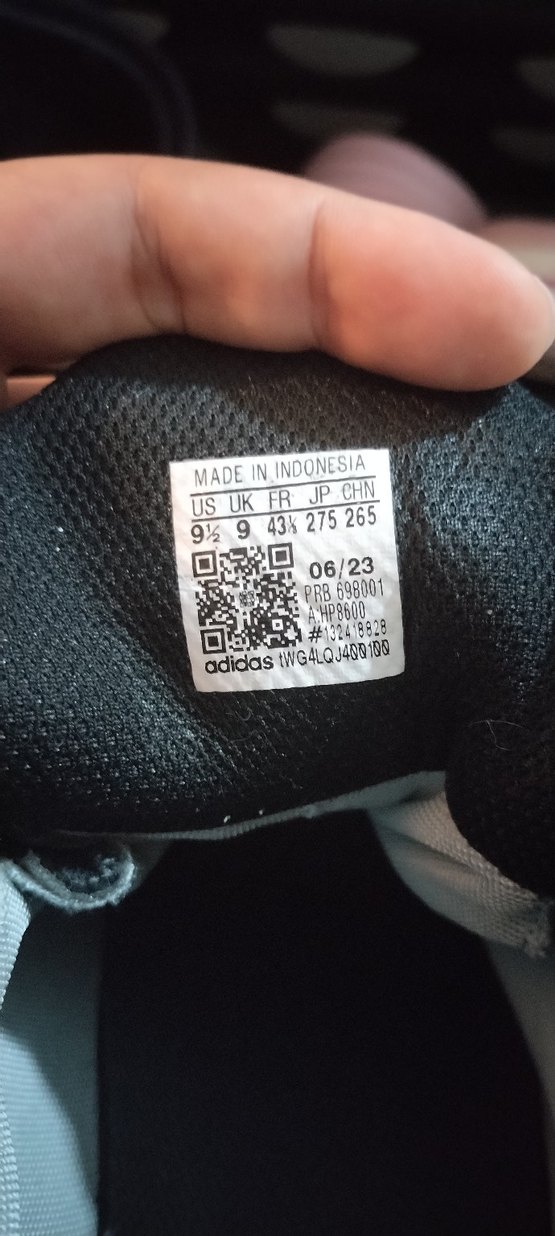 MADE IN INDONESIA
US UK FR JP CHN
9½ 9 43⅓ 275 265
06/23
PRB 698001
A:HP8600
#132418828
adidas tWG4LQJ400100